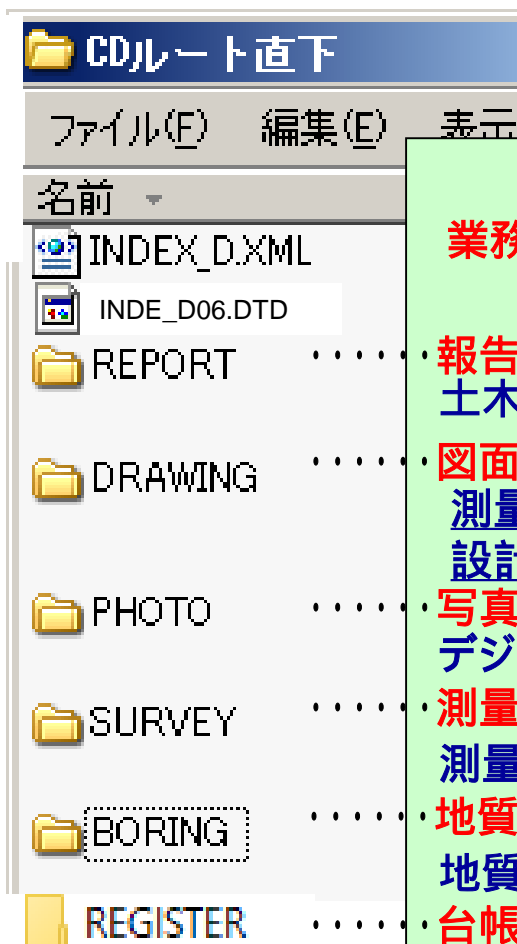 CDルート直下
ファイル(F) 編集(E) 表示
名前
業務
INDEX_D.XML
INDE_D06.DTD
REPORT ・・・・・・報告
土木
DRAWING ・・・・・・図面
測量
設計
PHOTO ・・・・・・写真
デジ
SURVEY ・・・・・・測量
測量
BORING ・・・・・・地質
地質
REGISTER ・・・・・・台帳